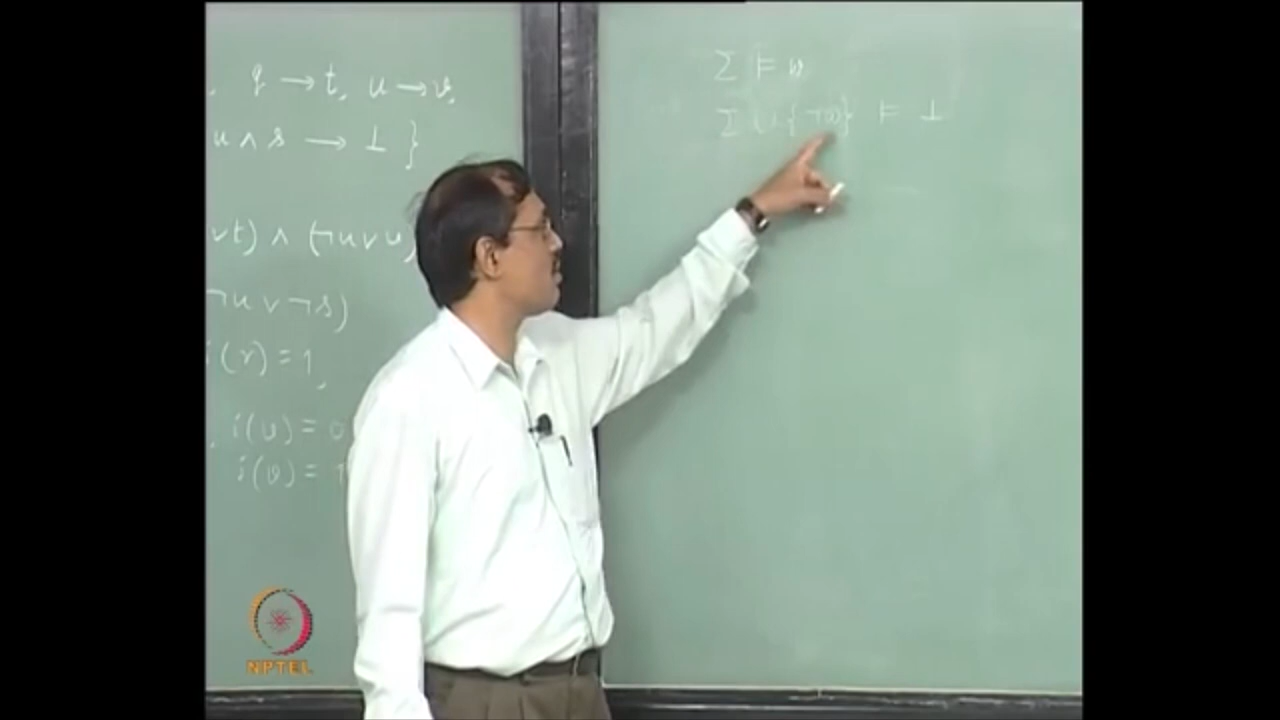 . q → t, u → v,
u ∧ s → ⊥ }
∨t) ∧ (¬u∨u)
¬u ∨ ¬s)
i(r) = 1,
i(u) = 0
i(v) = 1
Σ ⊨ w
Σ ∪ {¬w} ⊨ ⊥
NPTEL